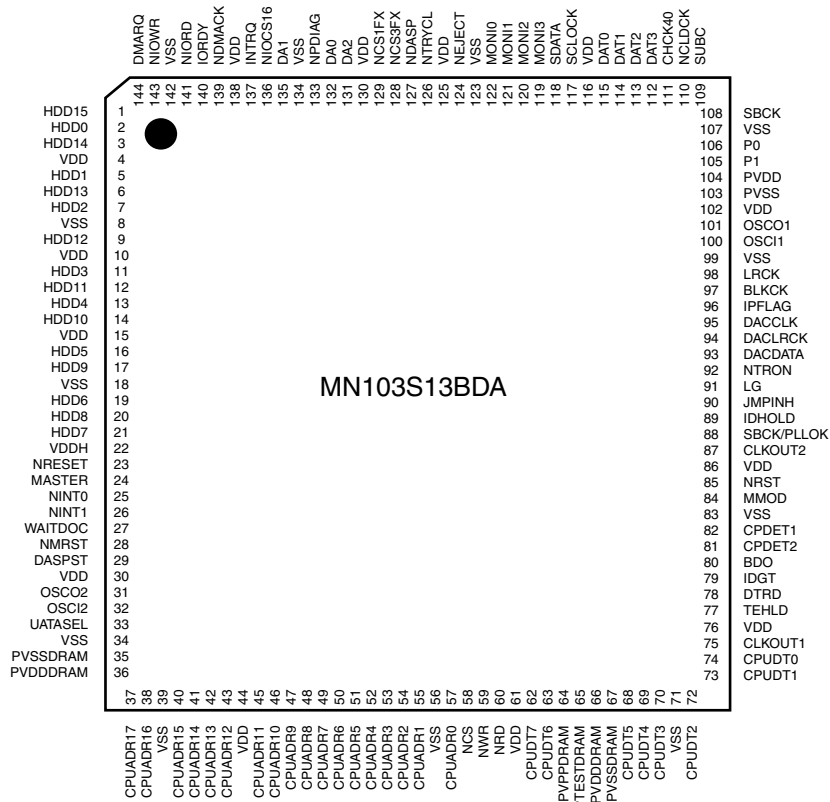 DMARQ
NIOWR
VSS
NIORD
IORDY
NDMACK
VDD
INTRQ
NIOCS16
DA1
VSS
NPDIAG
DA0
DA2
VDD
NCS1FX
NCS3FX
NDASP
NTRYCL
VDD
NEJECT
VSS
MONI0
MONI1
MONI2
MONI3
SDATA
SCLOCK
VDD
DAT0
DAT1
DAT2
DAT3
CHCK40
NCLDCK
SUBC
144
143
142
141
140
139
138
137
136
135
134
133
132
131
130
129
128
127
126
125
124
123
122
121
120
119
118
117
116
115
114
113
112
111
110
109
HDD15 1
HDD0 2
HDD14 3
VDD 4
HDD1 5
HDD13 6
HDD2 7
VSS 8
HDD12 9
VDD 10
HDD3 11
HDD11 12
HDD4 13
HDD10 14
VDD 15
HDD5 16
HDD9 17
VSS 18
HDD6 19
HDD8 20
HDD7 21
VDDH 22
NRESET 23
MASTER 24
NINT0 25
NINT1 26
WAITDOC 27
NMRST 28
DASPST 29
VDD 30
OSCO2 31
OSCI2 32
UATASEL 33
VSS 34
PVSSDRAM 35
PVDDDRAM 36
MN103S13BDA
108 SBCK
107 VSS
106 P0
105 P1
104 PVDD
103 PVSS
102 VDD
101 OSCO1
100 OSCI1
99 VSS
98 LRCK
97 BLKCK
96 IPFLAG
95 DACCLK
94 DACLRCK
93 DACDATA
92 NTRON
91 LG
90 JMPINH
89 IDHOLD
88 SBCK/PLLOK
87 CLKOUT2
86 VDD
85 NRST
84 MMOD
83 VSS
82 CPDET1
81 CPDET2
80 BDO
79 IDGT
78 DTRD
77 TEHLD
76 VDD
75 CLKOUT1
74 CPUDT0
73 CPUDT1
37
38
39
40
41
42
43
44
45
46
47
48
49
50
51
52
53
54
55
56
57
58
59
60
61
62
63
64
65
66
67
68
69
70
71
72
CPUADR17
CPUADR16
VSS
CPUADR15
CPUADR14
CPUADR13
CPUADR12
VDD
CPUADR11
CPUADR10
CPUADR9
CPUADR8
CPUADR7
CPUADR6
CPUADR5
CPUADR4
CPUADR3
CPUADR2
CPUADR1
VSS
CPUADR0
NCS
NWR
NRD
VDD
CPUDT7
CPUDT6
PVPPDRAM
PTESTDRAM
PVDDDRAM
PVSSDRAM
CPUDT5
CPUDT4
CPUDT3
VSS
CPUDT2